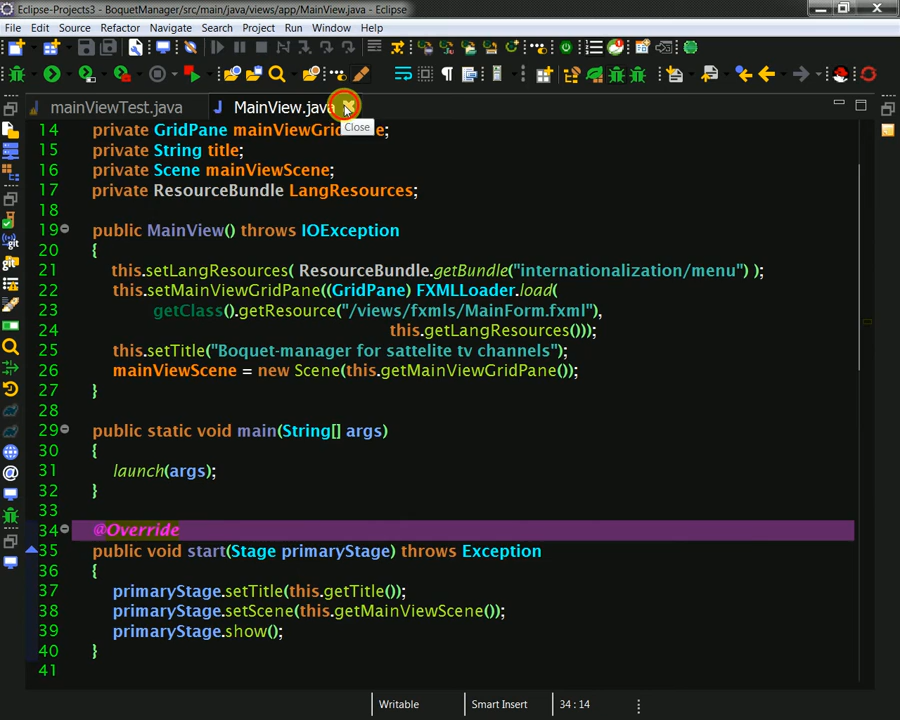 Eclipse-Projects3 - BoquetManager/src/main/java/views/app/MainView.java - Eclipse
File Edit Source Refactor Navigate Search Project Run Window Help
mainViewTest.java MainView.java
Close
14 private GridPane mainViewGri e;
15 private String title;
16 private Scene mainViewScene;
17 private ResourceBundle LangResources;
18
19 public MainView() throws IOException
20 {
21 this.setLangResources( ResourceBundle.getBundle("internationalization/menu") );
22 this.setMainViewGridPane((GridPane) FXMLLoader.load(
23 getClass().getResource("/views/fxmls/MainForm.fxml"),
24 this.getLangResources()));
25 this.setTitle("Boquet-manager for sattelite tv channels");
26 mainViewScene = new Scene(this.getMainViewGridPane());
27 }
28
29 public static void main(String[] args)
30 {
31 launch(args);
32 }
33
34 @Override
35 public void start(Stage primaryStage) throws Exception
36 {
37 primaryStage.setTitle(this.getTitle());
38 primaryStage.setScene(this.getMainViewScene());
39 primaryStage.show();
40 }
41
Writable Smart Insert 34 : 14